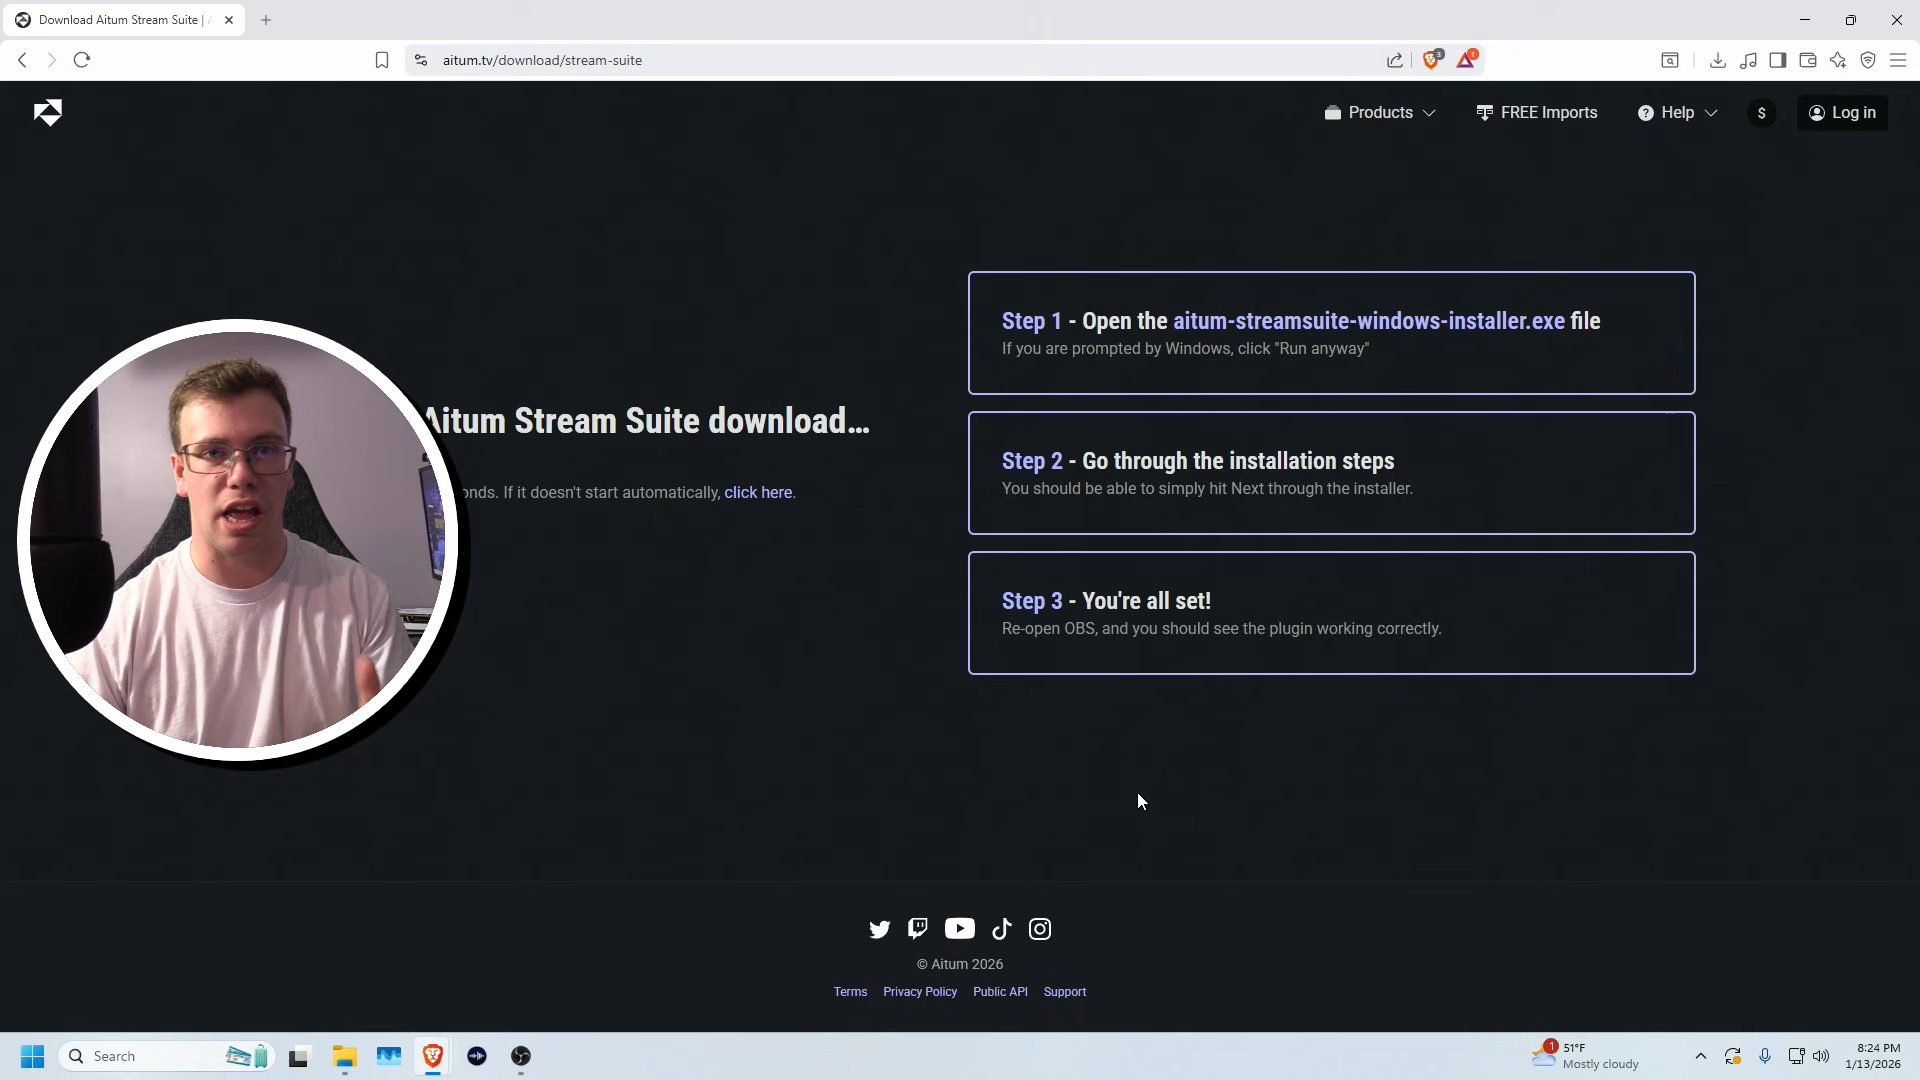 Download Aitum Stream Suite |
aitum.tv/download/stream-suite
3
1
Products
FREE Imports
Help
$
Log in
Aitum Stream Suite download...
onds. If it doesn't start automatically, click here.
Step 1 - Open the aitum-streamsuite-windows-installer.exe file
If you are prompted by Windows, click "Run anyway"
Step 2 - Go through the installation steps
You should be able to simply hit Next through the installer.
Step 3 - You're all set!
Re-open OBS, and you should see the plugin working correctly.
© Aitum 2026
Terms Privacy Policy Public API Support
Search
1
51°F
Mostly cloudy
8:24 PM
1/13/2026